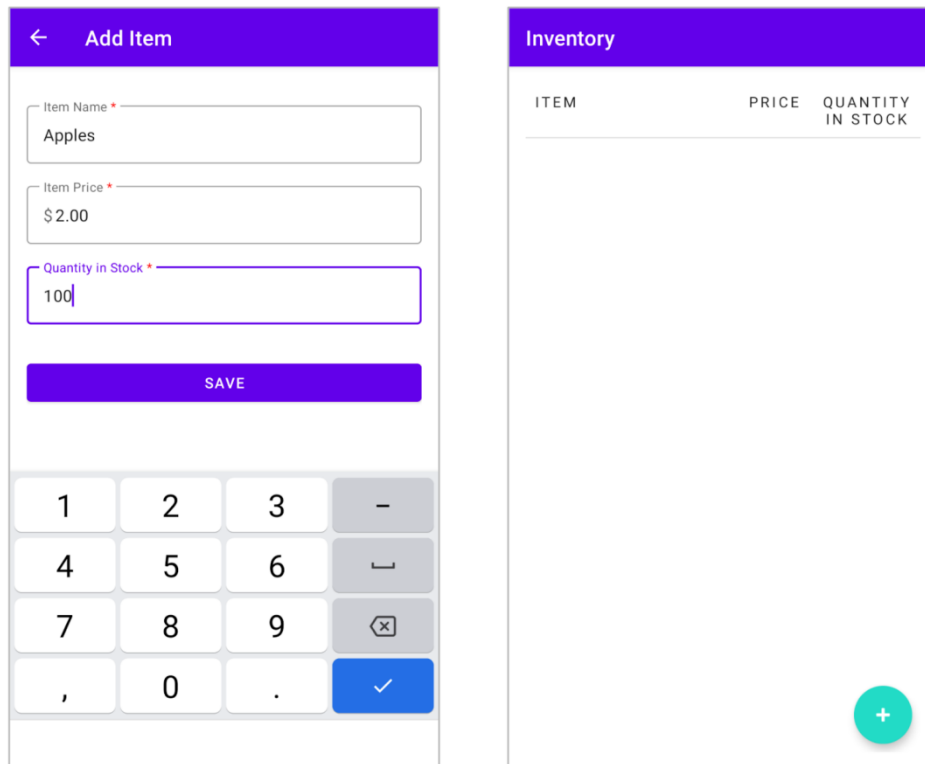 Add Item
Item Name *
Apples
Item Price *
$ 2.00
Quantity in Stock *
100
SAVE
1 2 3 –
4 5 6
7 8 9
, 0 .
Inventory
ITEM PRICE QUANTITY
IN STOCK
+